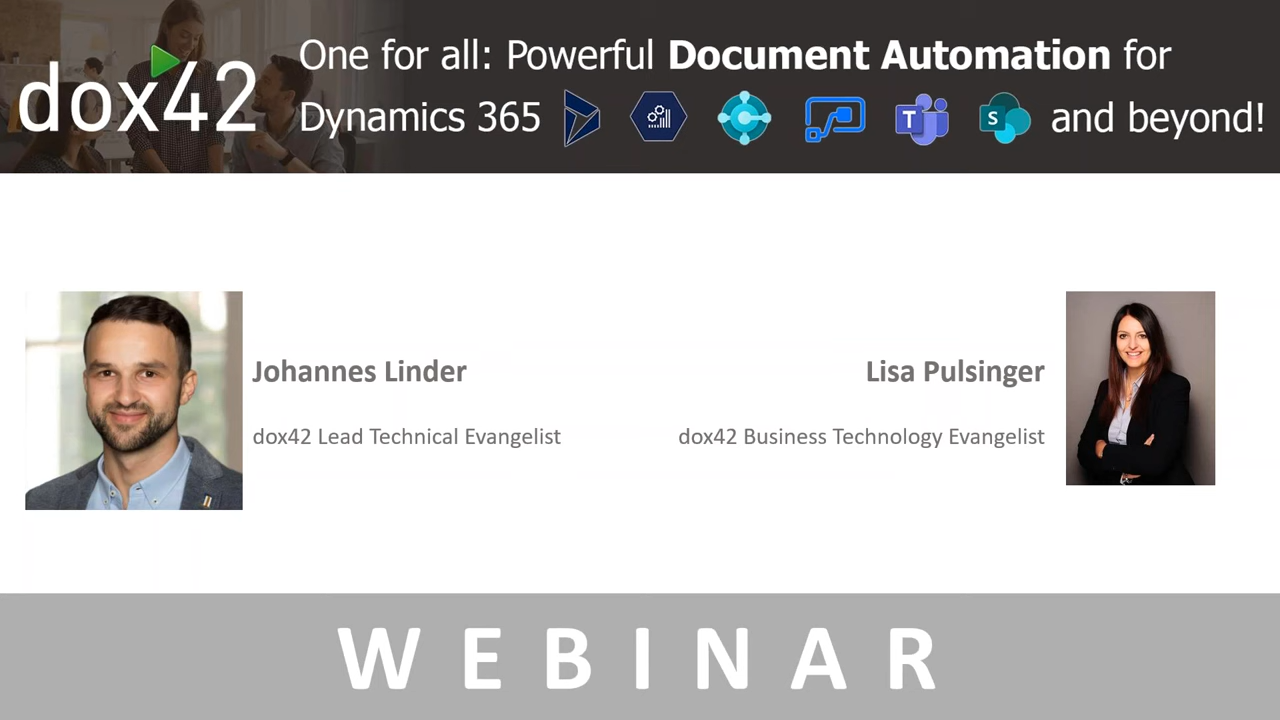 dox42
One for all: Powerful Document Automation for
Dynamics 365 T S and beyond!
Johannes Linder
dox42 Lead Technical Evangelist
Lisa Pulsinger
dox42 Business Technology Evangelist
WEBINAR